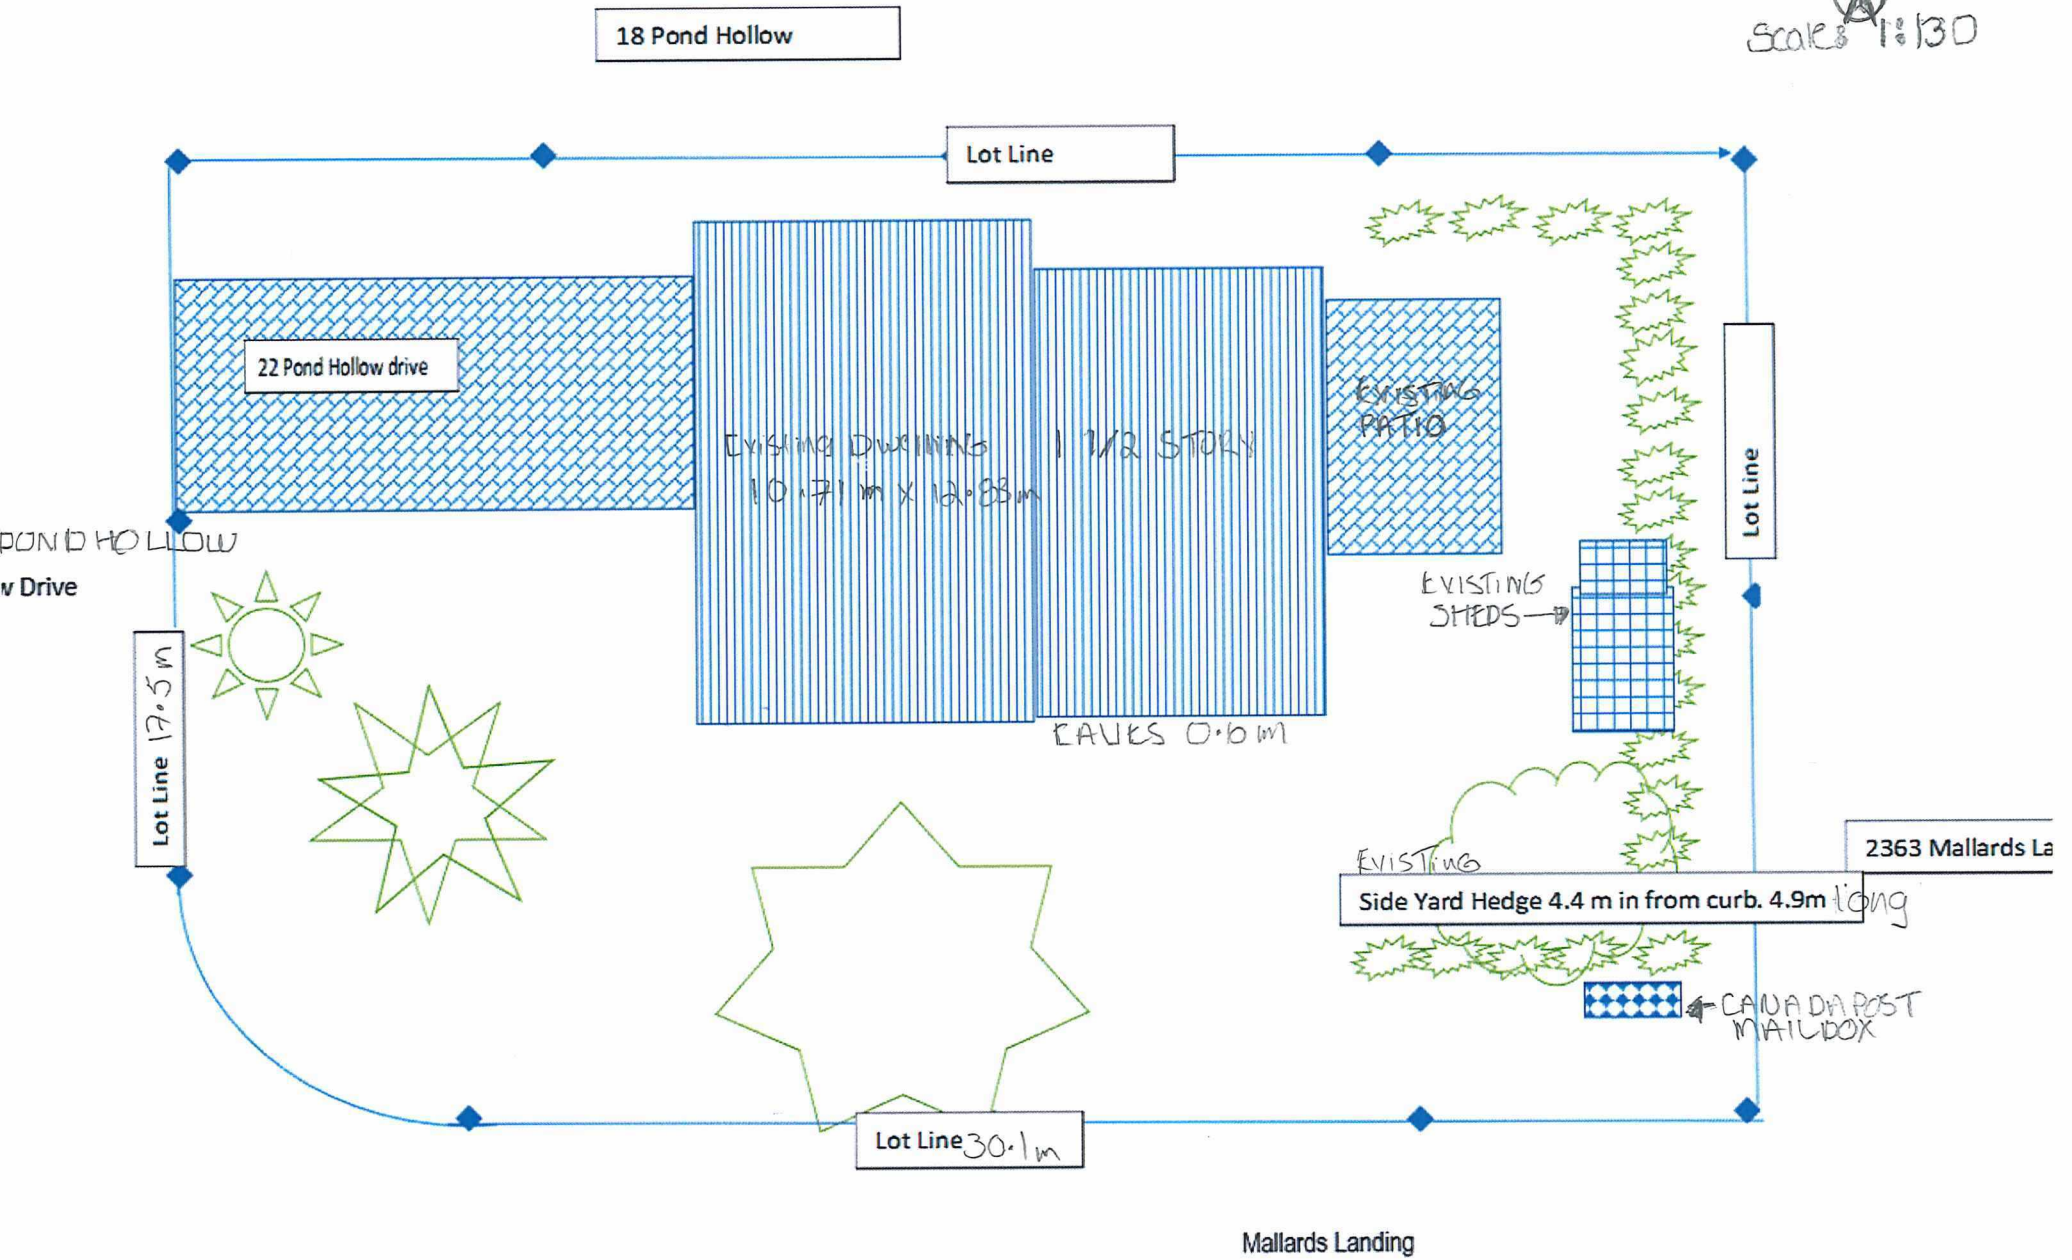 18 Pond Hollow
Scale: 1:130
Lot Line
22 Pond Hollow drive
EXISTING
PATIO
Existing Dwelling 1 1/2 STORY
10.71 m x 12.83m
Lot Line
POND HOLLOW
w Drive
EXISTING
SHEDS
Lot Line 17.5 m
EAVES 0.6 m
2363 Mallards La
EXISTING
Side Yard Hedge 4.4 m in from curb. 4.9m long
CANADA POST
MAILBOX
Lot Line 30.1m
Mallards Landing